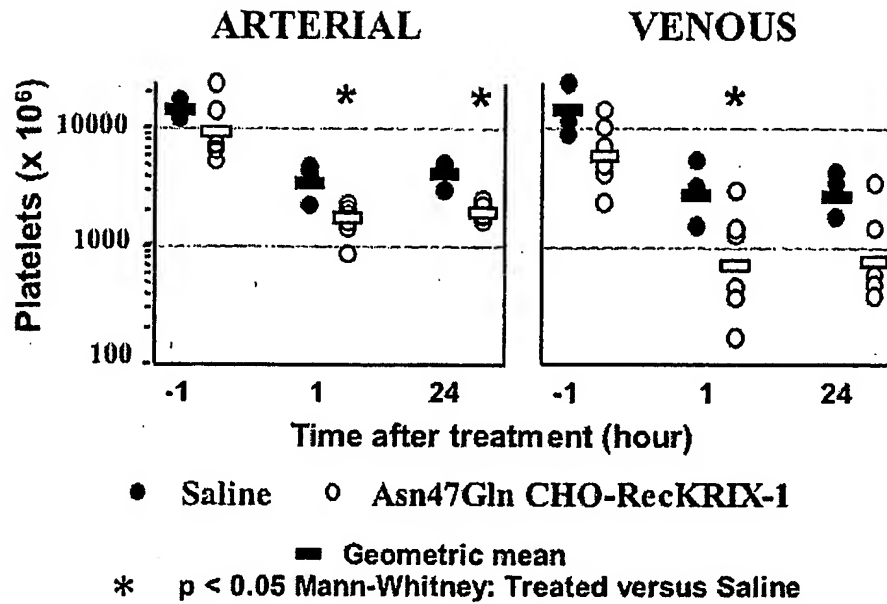 ARTERIAL VENOUS
Platelets (x 10⁶)
10000
1000
100
* * *
-1 1 24 -1 1 24
Time after treatment (hour)
● Saline ○ Asn47Gln CHO-RecKRIX-1
▬ Geometric mean
* p < 0.05 Mann-Whitney: Treated versus Saline